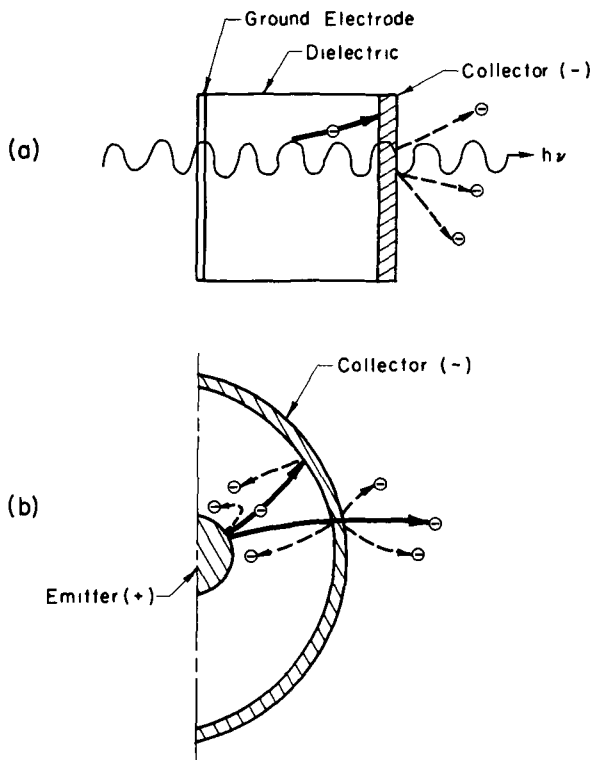 Ground Electrode
Dielectric
Collector (-)
(a)
hν
Collector (-)
(b)
Emitter (+)